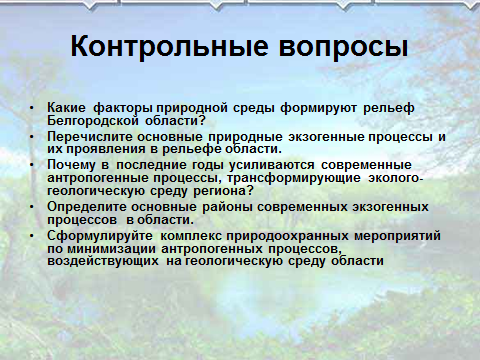 Контрольные вопросы
• Какие факторы природной среды формируют рельеф
Белгородской области?
• Перечислите основные природные экзогенные процессы и
их проявления в рельефе области.
• Почему в последние годы усиливаются современные
антропогенные процессы, трансформирующие эколого-
геологическую среду региона?
• Определите основные районы современных экзогенных
процессов в области.
• Сформулируйте комплекс природоохранных мероприятий
по минимизации антропогенных процессов,
воздействующих на геологическую среду области